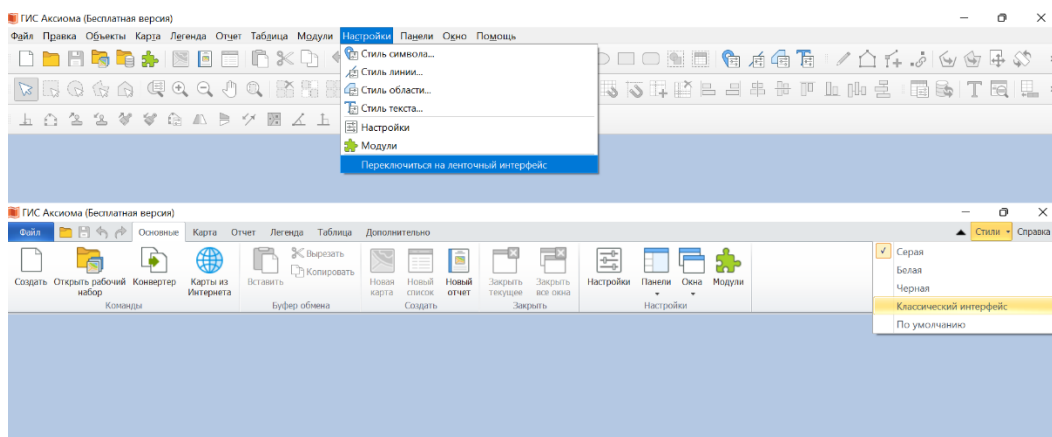 ГИС Аксиома (Бесплатная версия)
Файл Правка Объекты Карта Легенда Отчет Таблица Модули Настройки Панели Окно Помощь
Стиль символа...
Стиль линии...
Стиль области...
Стиль текста...
Настройки
Модули
Переключиться на ленточный интерфейс
ГИС Аксиома (Бесплатная версия)
Файл Основные Карта Отчет Легенда Таблица Дополнительно Стили Справка
Создать Открыть рабочий набор Конвертер Карты из Интернета Вставить Вырезать Копировать Новая карта Новый список Новый отчет Закрыть текущее Закрыть все окна Настройки Панели Окна Модули
Команды Буфер обмена Создать Закрыть Настройки
Серая
Белая
Черная
Классический интерфейс
По умолчанию